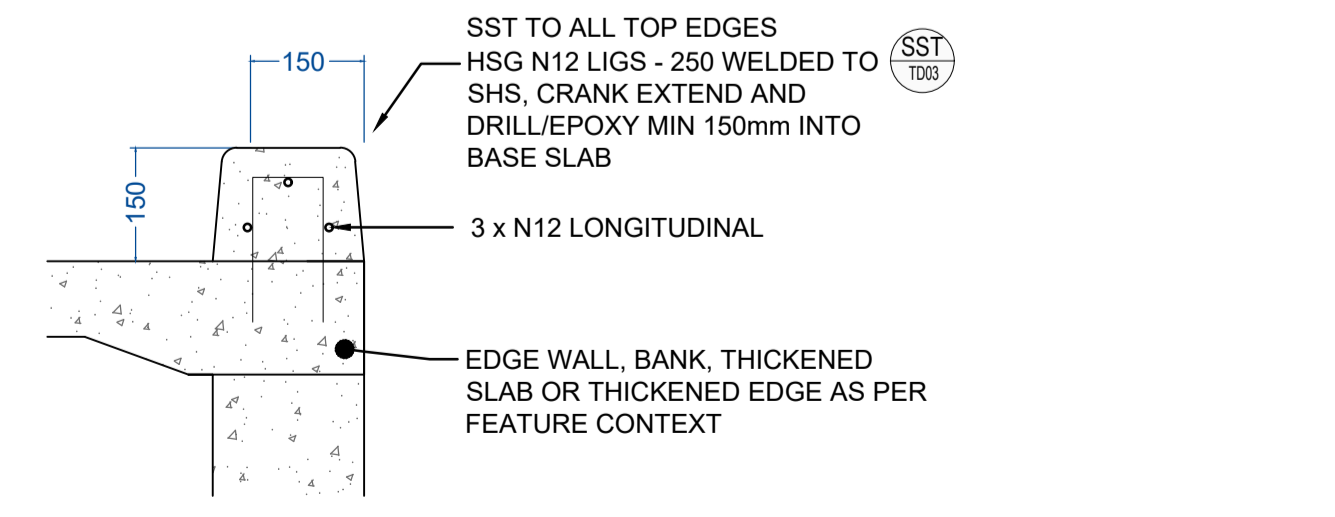 SST TO ALL TOP EDGES
HSG N12 LIGS - 250 WELDED TO
SHS, CRANK EXTEND AND
DRILL/EPOXY MIN 150mm INTO
BASE SLAB
SST
TD03
150
150
3 x N12 LONGITUDINAL
EDGE WALL, BANK, THICKENED
SLAB OR THICKENED EDGE AS PER
FEATURE CONTEXT